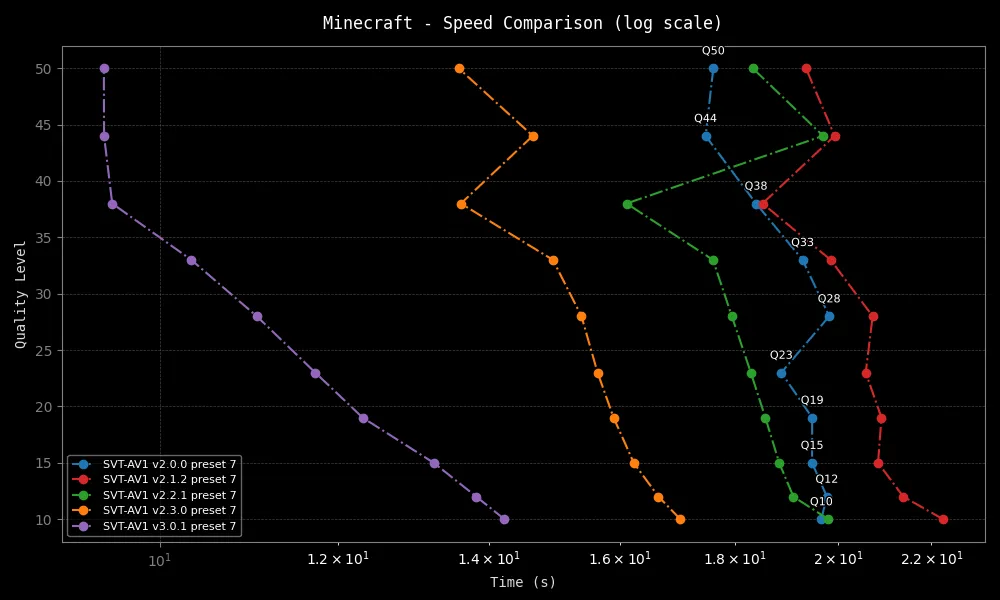 Minecraft - Speed Comparison (log scale)
Q50
50
45
Q44
40
Q38
35
Q33
30
Q28
25
Q23
20
Q19
15
Q15
Q12
10
Q10
Quality Level
SVT-AV1 v2.0.0 preset 7
SVT-AV1 v2.1.2 preset 7
SVT-AV1 v2.2.1 preset 7
SVT-AV1 v2.3.0 preset 7
SVT-AV1 v3.0.1 preset 7
10¹ 1.2 × 10¹ 1.4 × 10¹ 1.6 × 10¹ 1.8 × 10¹ 2 × 10¹ 2.2 × 10¹
Time (s)